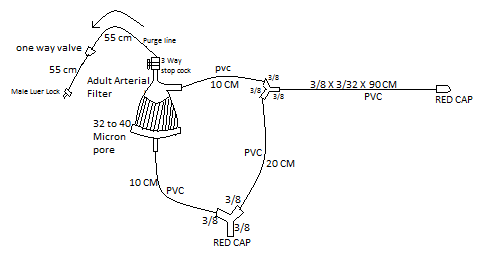 55 cm
Purge line
one way valve
3 Way
stop cock
55 cm
pvc
Adult Arterial
Filter
10 CM
3/8
3/8
3/8
3/8 X 3/32 X 90 CM
PVC
RED CAP
Male Luer Lock
32 to 40
Micron
pore
PVC
20 CM
10 CM
PVC
3/8
3/8
3/8
RED CAP